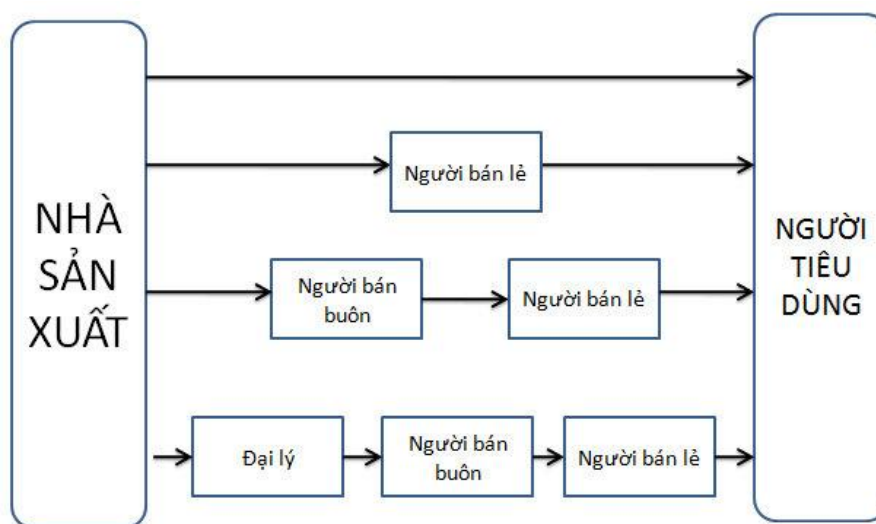 NHÀ
SẢN
XUẤT
Người bán lẻ
Người bán
buôn
Người bán lẻ
Đại lý
Người bán
buôn
Người bán lẻ
NGƯỜI
TIÊU
DÙNG